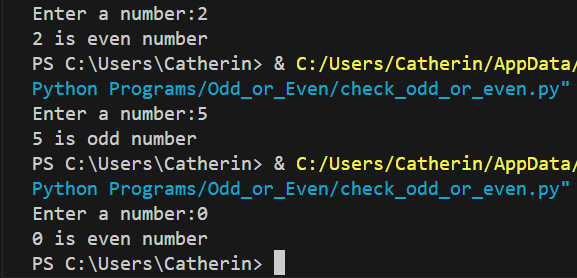 Enter a number:2
2 is even number
PS C:\Users\Catherin> & C:/Users/Catherin/AppData/
Python Programs/Odd_or_Even/check_odd_or_even.py"
Enter a number:5
5 is odd number
PS C:\Users\Catherin> & C:/Users/Catherin/AppData/
Python Programs/Odd_or_Even/check_odd_or_even.py"
Enter a number:0
0 is even number
PS C:\Users\Catherin>